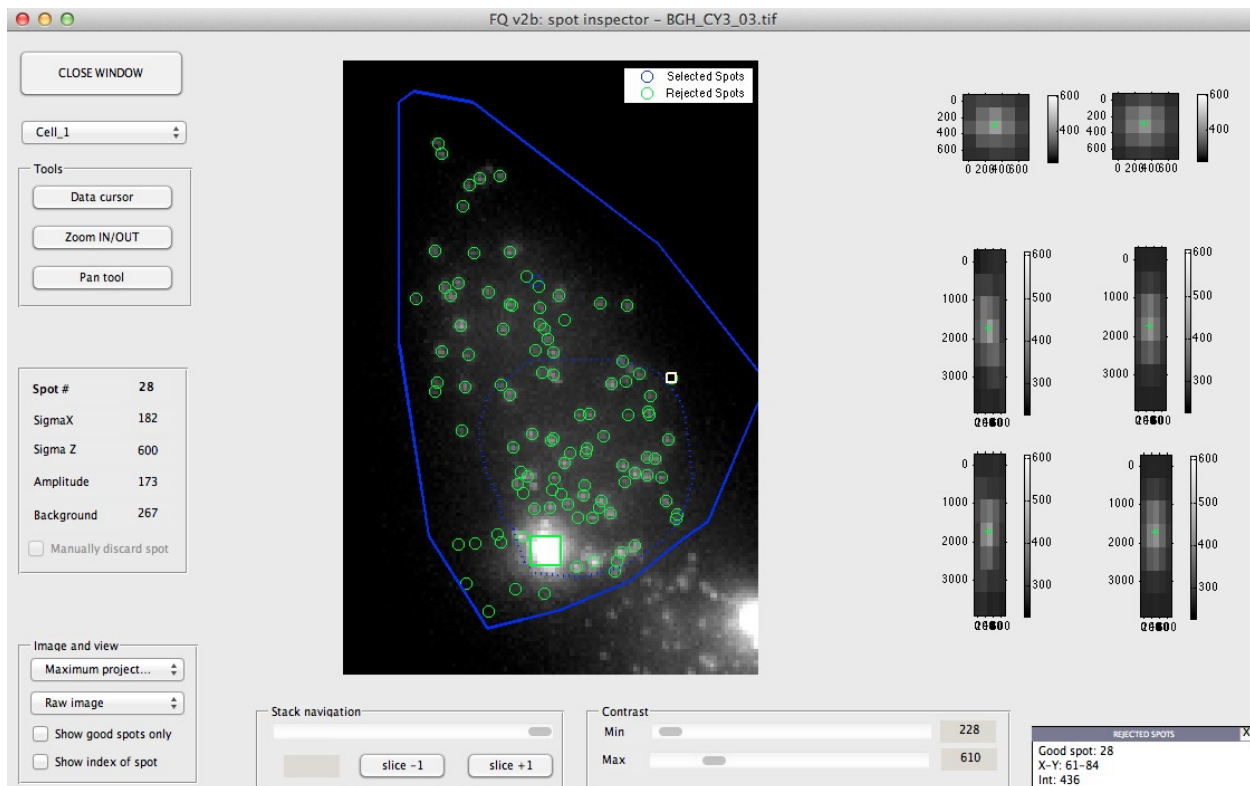 FQ v2b: spot inspector – BGH_CY3_03.tif
CLOSE WINDOW
Cell_1
Tools
Data cursor
Zoom IN/OUT
Pan tool
Spot # 28
SigmaX 182
Sigma Z 600
Amplitude 173
Background 267
Manually discard spot
Image and view
Maximum project...
Raw image
Show good spots only
Show index of spot
Selected Spots
Rejected Spots
Stack navigation
slice -1 slice +1
Contrast
Min 228
Max 610
0
200
400
600
0 200400600
600
400
0
200
400
600
0 200400600
600
400
0
1000
2000
3000
600
500
400
300
0
1000
2000
3000
600
500
400
300
0
1000
2000
3000
600
500
400
300
0
1000
2000
3000
600
500
400
300
REJECTED SPOTS X
Good spot: 28
X-Y: 61-84
Int: 436